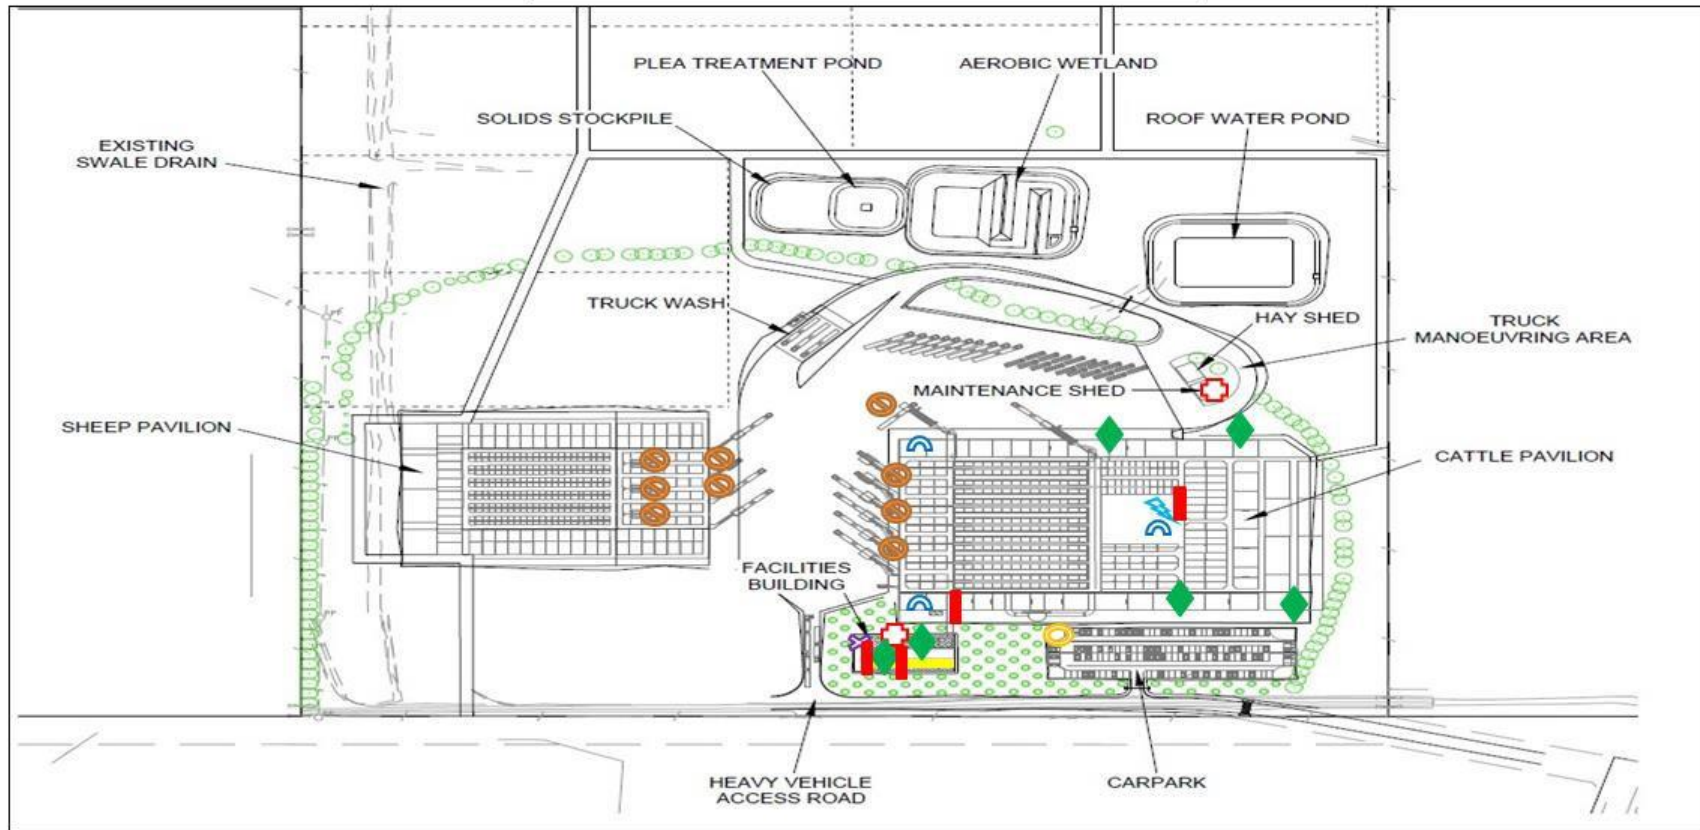 PLEA TREATMENT POND
AEROBIC WETLAND
SOLIDS STOCKPILE
ROOF WATER POND
EXISTING
SWALE DRAIN
TRUCK WASH
HAY SHED
TRUCK
MANOEUVRING AREA
MAINTENANCE SHED
SHEEP PAVILION
CATTLE PAVILION
FACILITIES
BUILDING
HEAVY VEHICLE
ACCESS ROAD
CARPARK